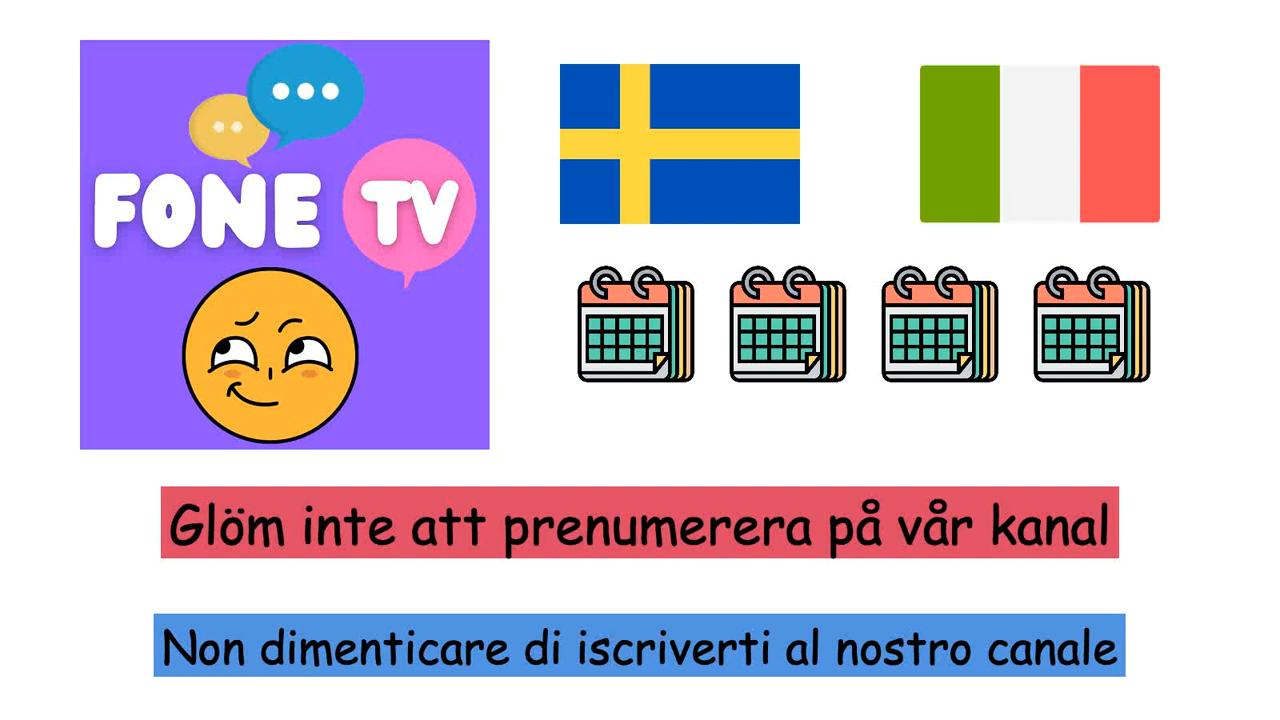 FONE TV
Glöm inte att prenumerera på vår kanal
Non dimenticare di iscriverti al nostro canale